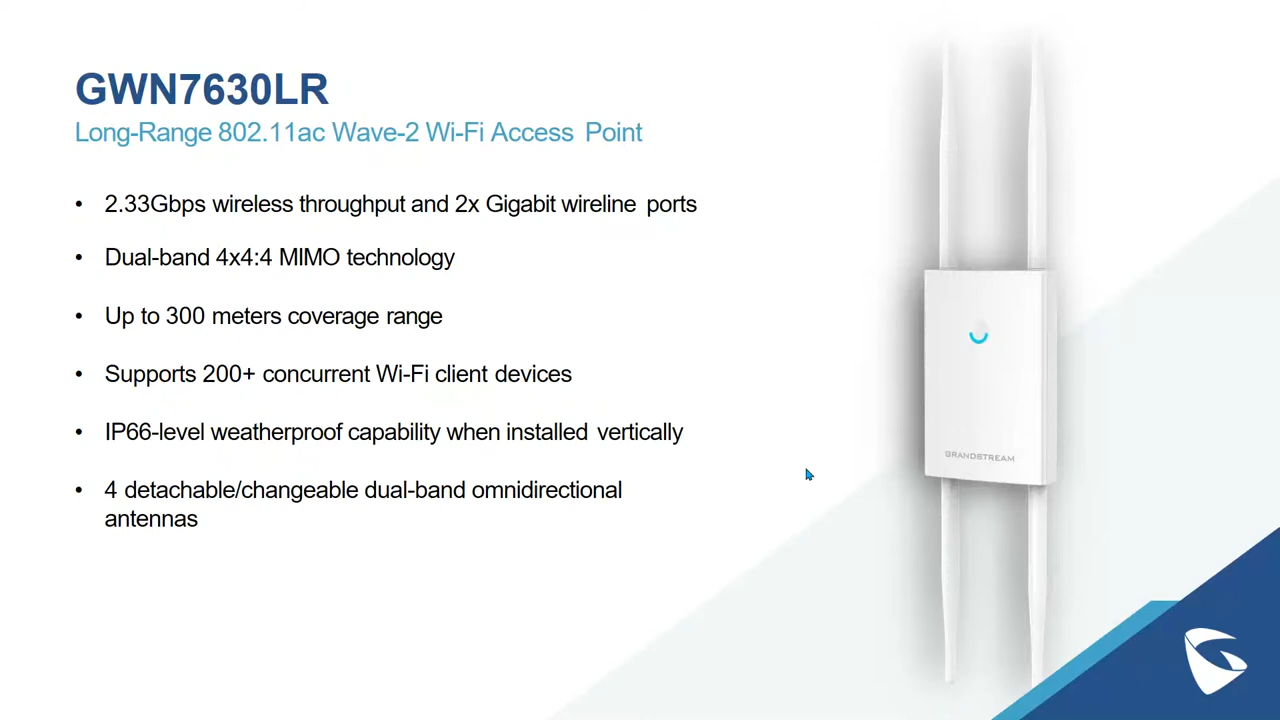 GWN7630LR
Long-Range 802.11ac Wave-2 Wi-Fi Access Point
• 2.33Gbps wireless throughput and 2x Gigabit wireline ports
• Dual-band 4x4:4 MIMO technology
• Up to 300 meters coverage range
• Supports 200+ concurrent Wi-Fi client devices
• IP66-level weatherproof capability when installed vertically
• 4 detachable/changeable dual-band omnidirectional
antennas
GRANDSTREAM